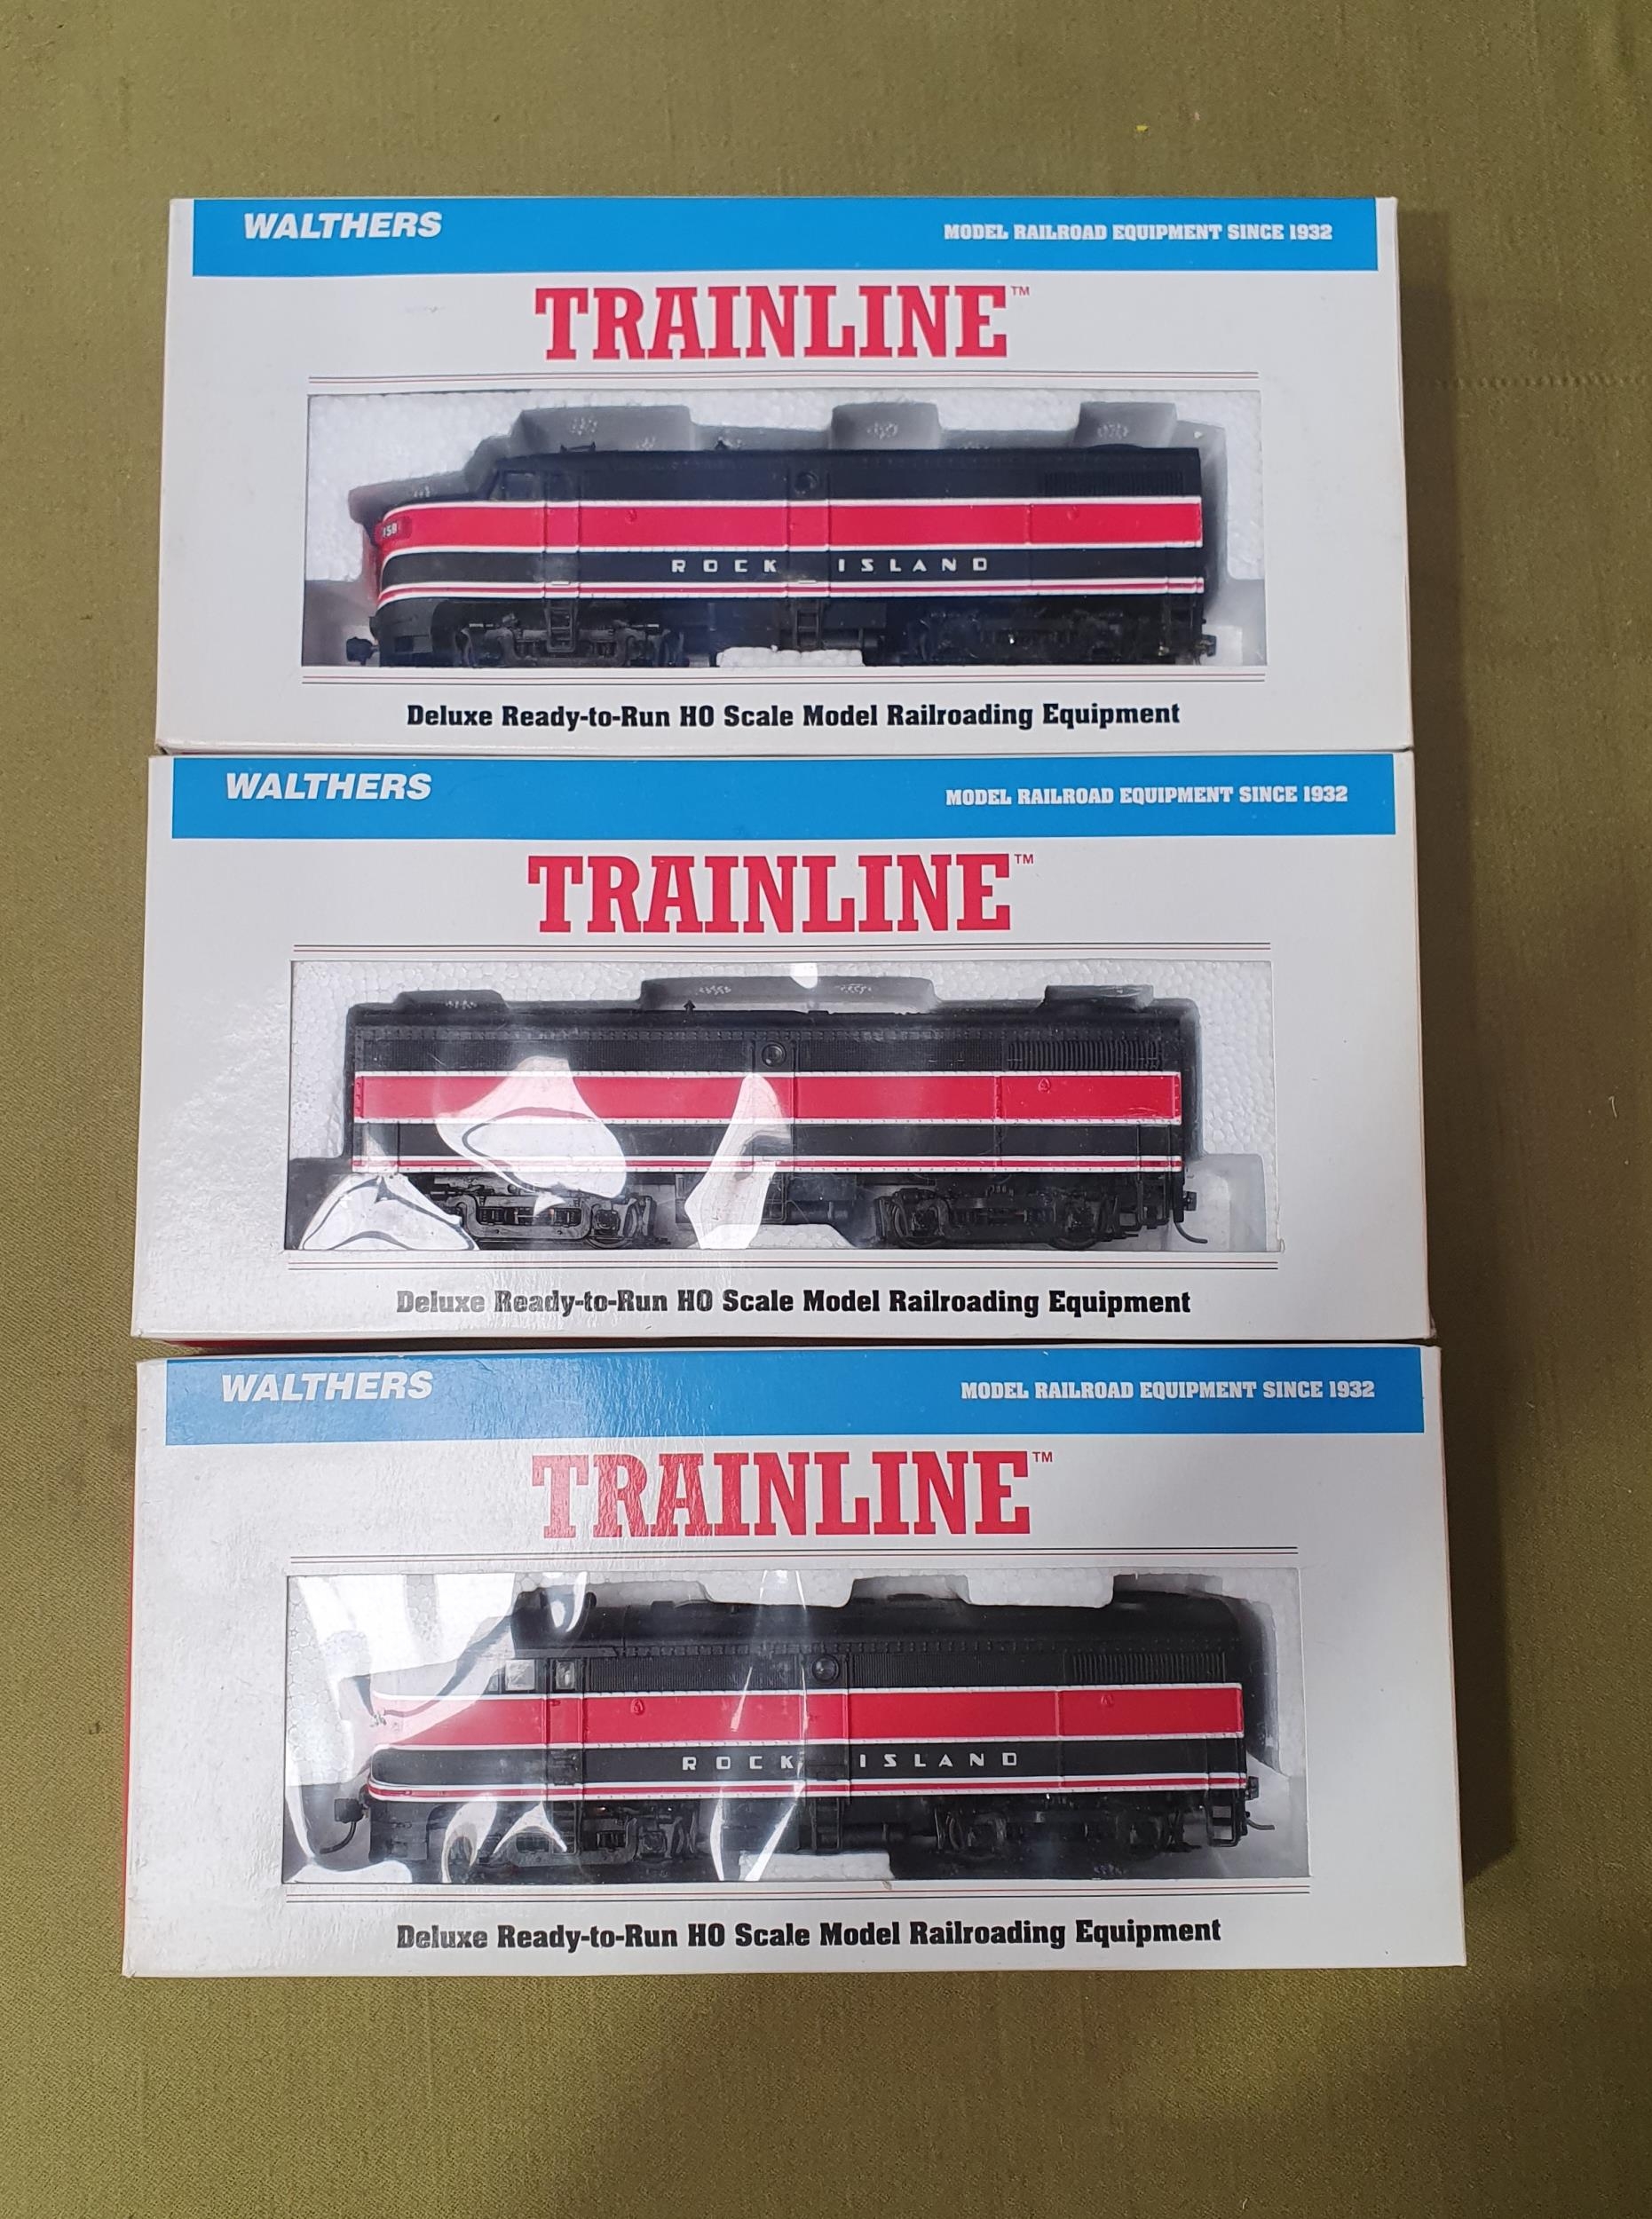 WALTHERS
MODEL RAILROAD EQUIPMENT SINCE 1932
TRAINLINE™
ROCK ISLAND
Deluxe Ready-to-Run HO Scale Model Railroading Equipment
WALTHERS
MODEL RAILROAD EQUIPMENT SINCE 1932
TRAINLINE™
Deluxe Ready-to-Run HO Scale Model Railroading Equipment
WALTHERS
MODEL RAILROAD EQUIPMENT SINCE 1932
TRAINLINE™
ROCK ISLAND
Deluxe Ready-to-Run HO Scale Model Railroading Equipment